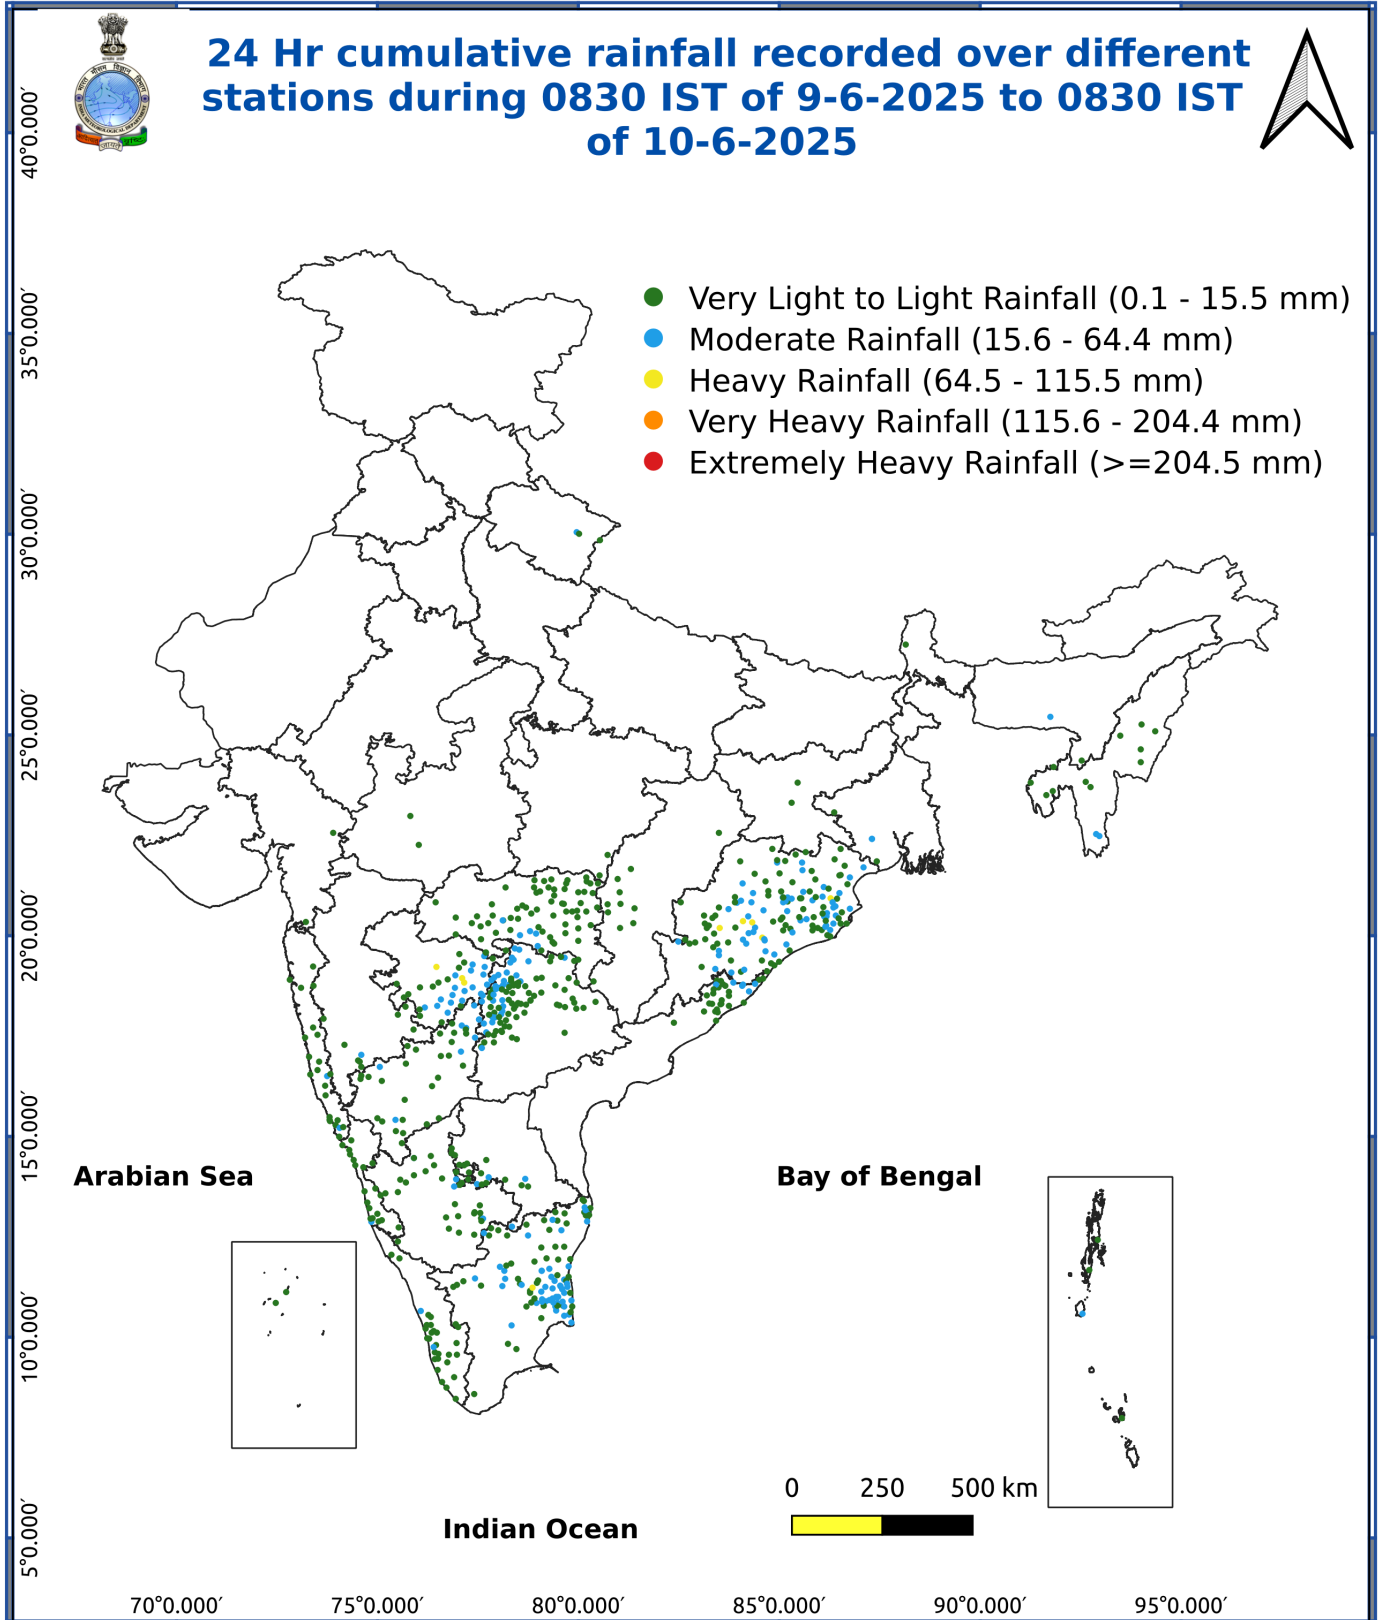 24 Hr cumulative rainfall recorded over different
stations during 0830 IST of 9-6-2025 to 0830 IST
of 10-6-2025
Very Light to Light Rainfall (0.1 - 15.5 mm)
Moderate Rainfall (15.6 - 64.4 mm)
Heavy Rainfall (64.5 - 115.5 mm)
Very Heavy Rainfall (115.6 - 204.4 mm)
Extremely Heavy Rainfall (>=204.5 mm)
40°0.000′
35°0.000′
30°0.000′
25°0.000′
20°0.000′
15°0.000′
10°0.000′
5°0.000′
Arabian Sea
Bay of Bengal
Indian Ocean
0 250 500 km
70°0.000′ 75°0.000′ 80°0.000′ 85°0.000′ 90°0.000′ 95°0.000′